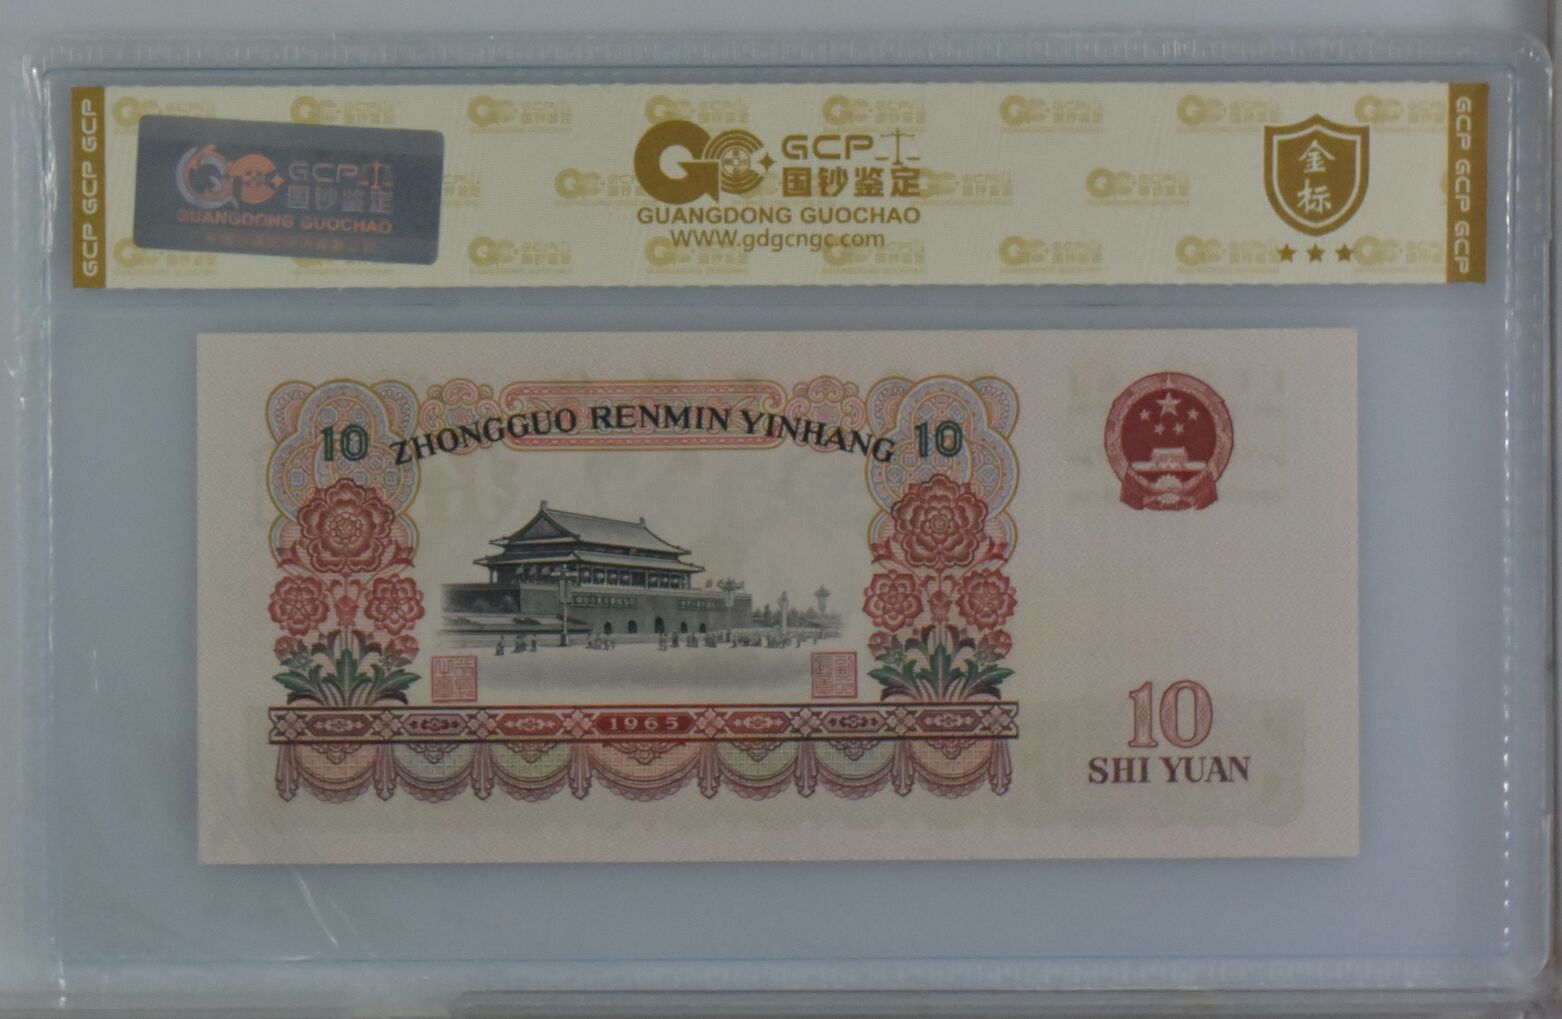 GCP GCP GCP
GCP
国钞鉴定
GUANGDONG GUOCHAO
GCP
国钞鉴定
GUANGDONG GUOCHAO
WWW.gdgcngc.com
金
标
GCP GCP GCP
10 ZHONGGUO RENMIN YINHANG 10
1965
10
SHI YUAN